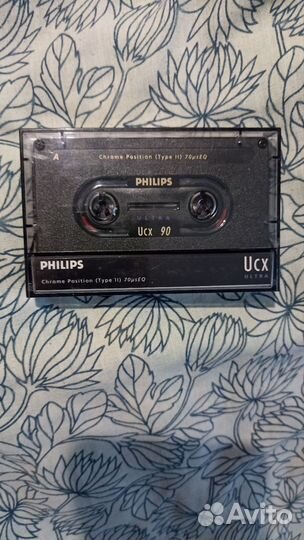 A Chrome Position (Type II) 70µsEQ
PHILIPS
ULTRA
Ucx 90
PHILIPS Ucx
Chrome Position (Type II) 70µsEQ ULTRA
Avito